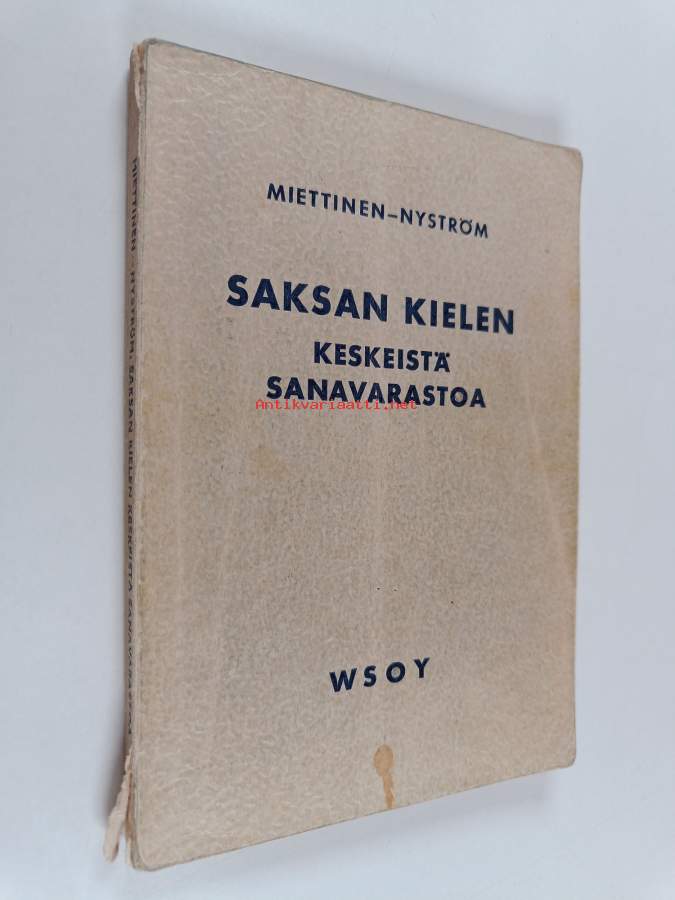 MIETTINEN–NYSTRÖM
SAKSAN KIELEN
KESKEISTÄ
SANAVARASTOA
Antikvariaatti.net
WSOY
MIETTINEN - NYSTRÖM: SAKSAN KIELEN KESKEISTÄ SANAVARASTOA